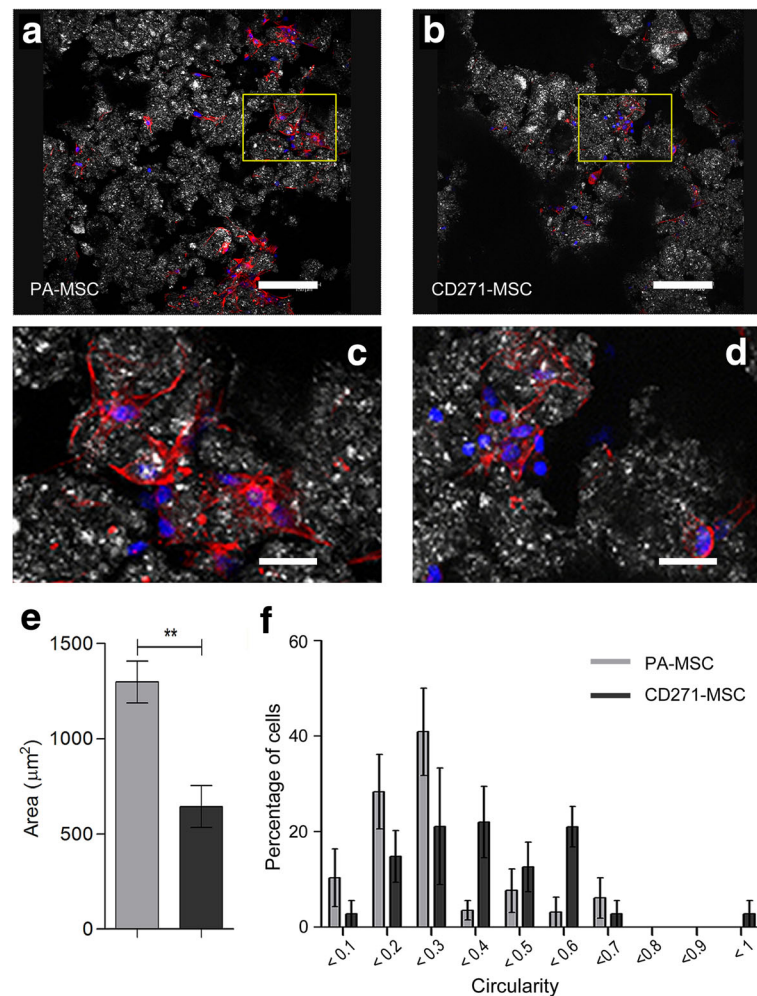 a
b
PA-MSC
CD271-MSC
c
d
e
f
1500
1000
500
0
Area (μm²)
**
60
40
20
0
Percentage of cells
PA-MSC
CD271-MSC
< 0.1
< 0.2
< 0.3
< 0.4
< 0.5
< 0.6
<0.7
<0.8
<0.9
< 1
Circularity